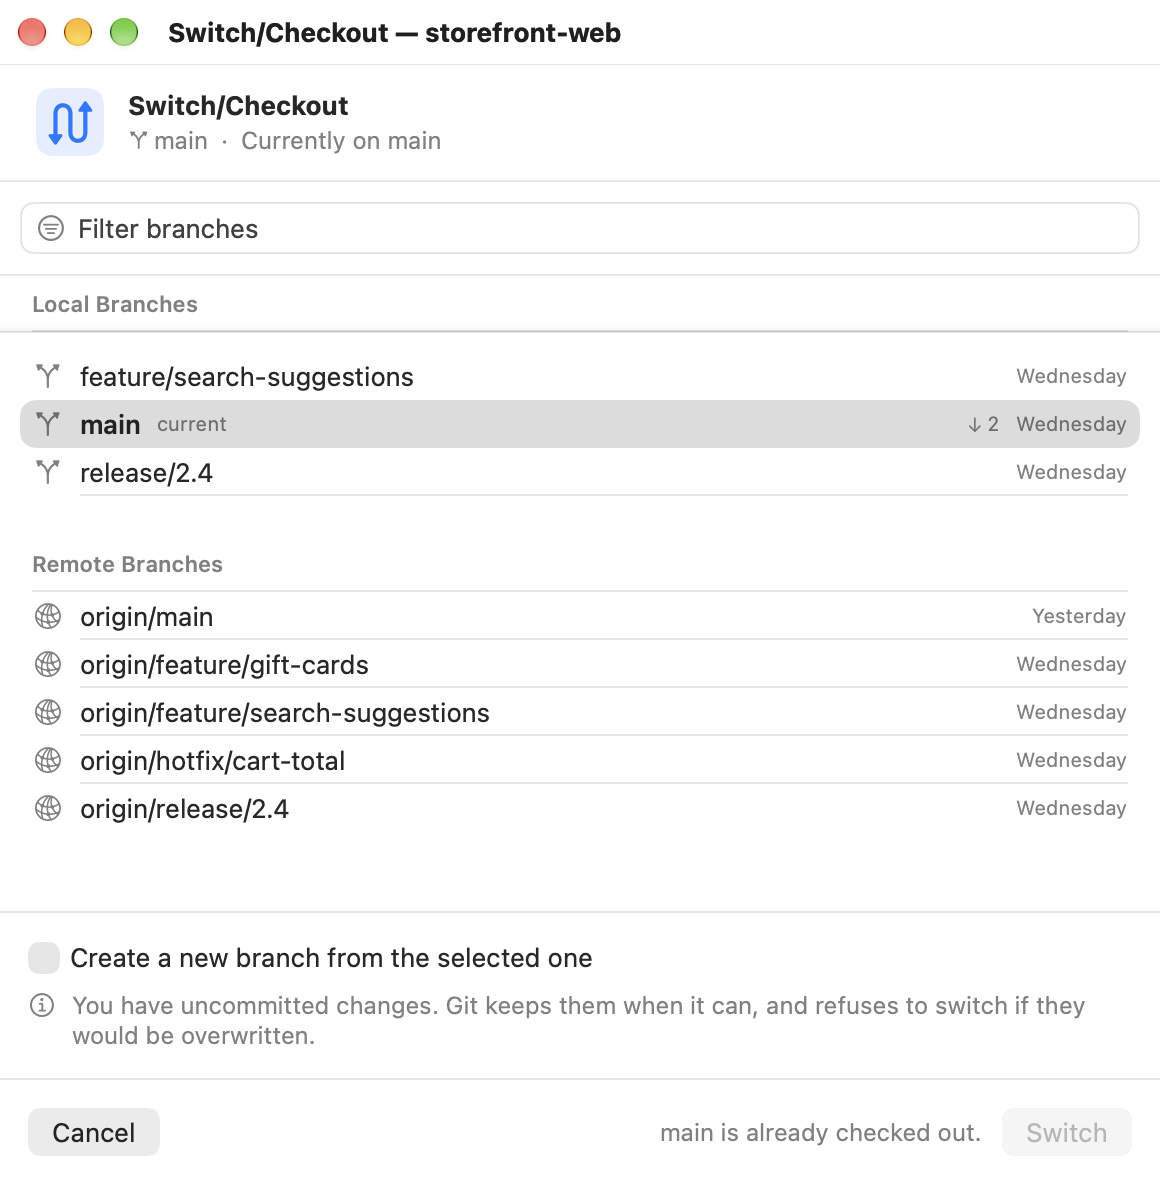 Switch/Checkout — storefront-web
Switch/Checkout
main · Currently on main
Filter branches
Local Branches
feature/search-suggestions Wednesday
main current ↓ 2 Wednesday
release/2.4 Wednesday
Remote Branches
origin/main Yesterday
origin/feature/gift-cards Wednesday
origin/feature/search-suggestions Wednesday
origin/hotfix/cart-total Wednesday
origin/release/2.4 Wednesday
Create a new branch from the selected one
You have uncommitted changes. Git keeps them when it can, and refuses to switch if they
would be overwritten.
Cancel main is already checked out. Switch